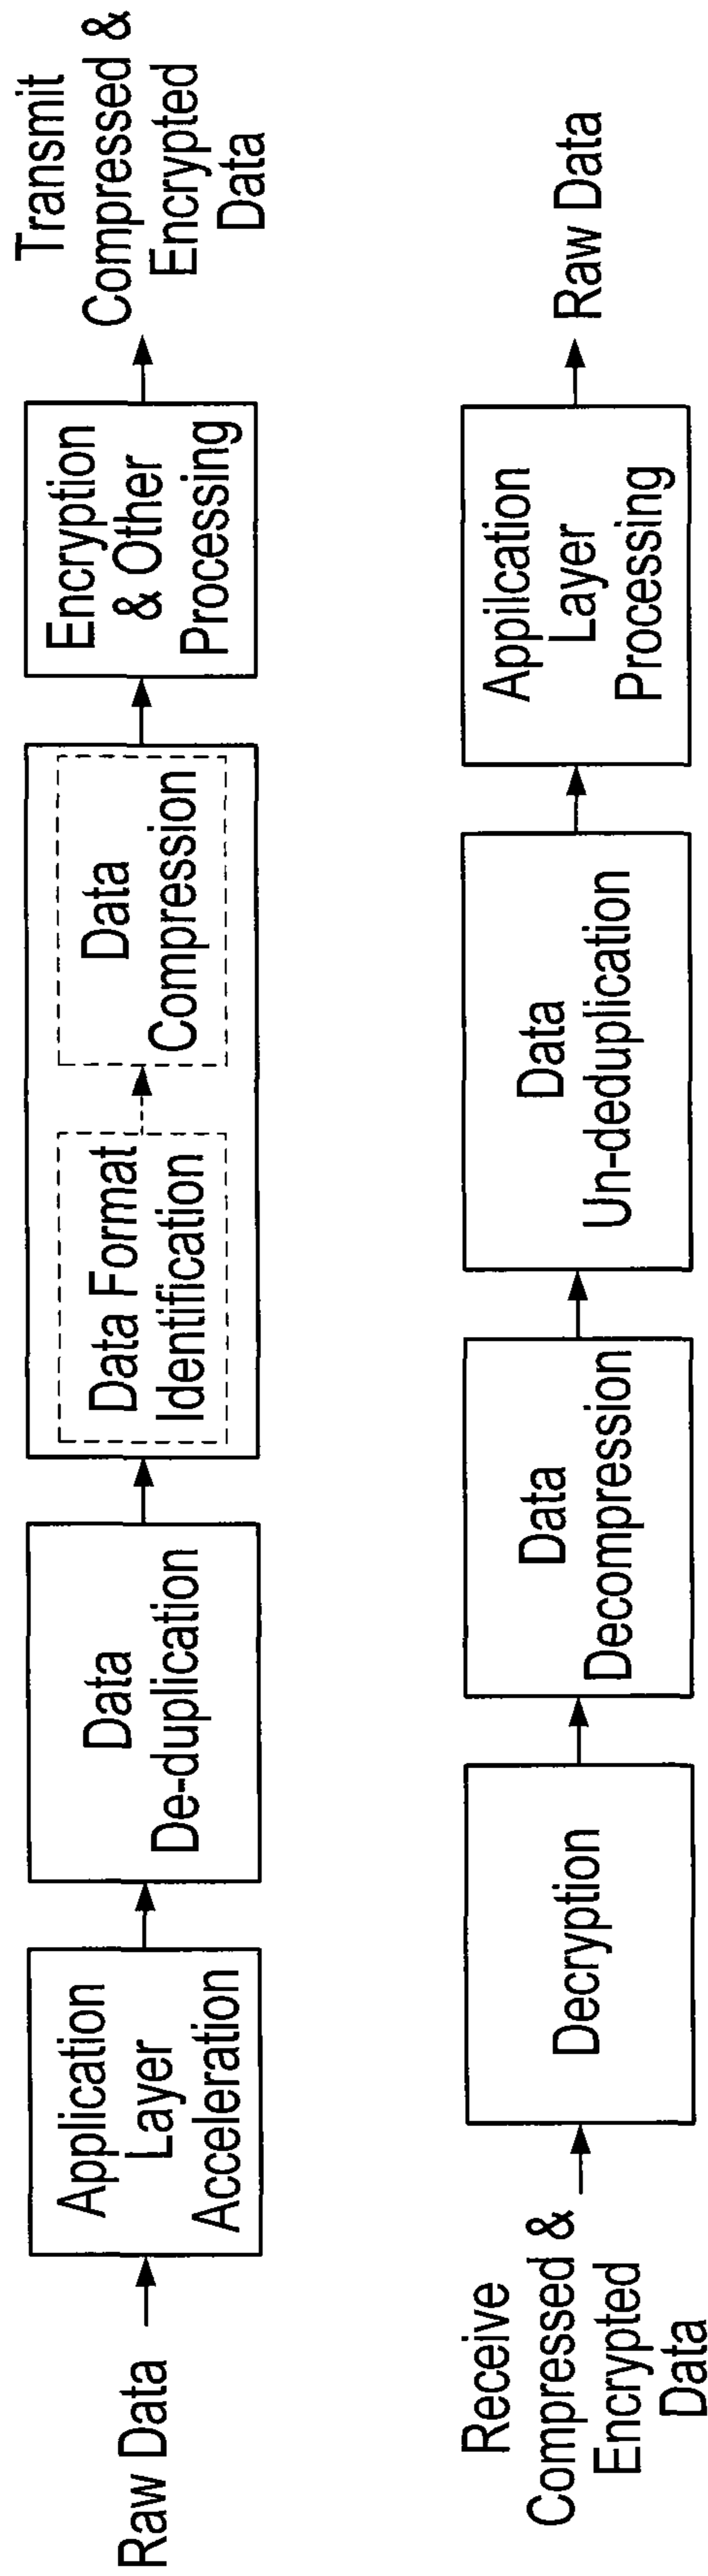 Raw Data
Application
Layer
Acceleration
Data
De-duplication
Data Format
Identification
Data
Compression
Encryption
& Other
Processing
Transmit
Compressed &
Encrypted
Data
Receive
Compressed &
Encrypted
Data
Decryption
Data
Decompression
Data
Un-deduplication
Appilcation
Layer
Processing
Raw Data